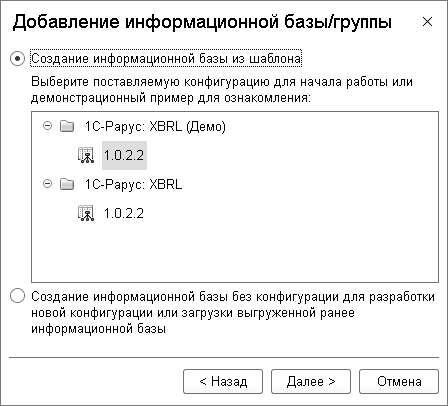 Добавление информационной базы/группы
Создание информационной базы из шаблона
Выберите поставляемую конфигурацию для начала работы или
демонстрационный пример для ознакомления:
1С-Рарус: XBRL (Демо)
1.0.2.2
1С-Рарус: XBRL
1.0.2.2
Создание информационной базы без конфигурации для разработки
новой конфигурации или загрузки выгруженной ранее
информационной базы
< Назад
Далее >
Отмена